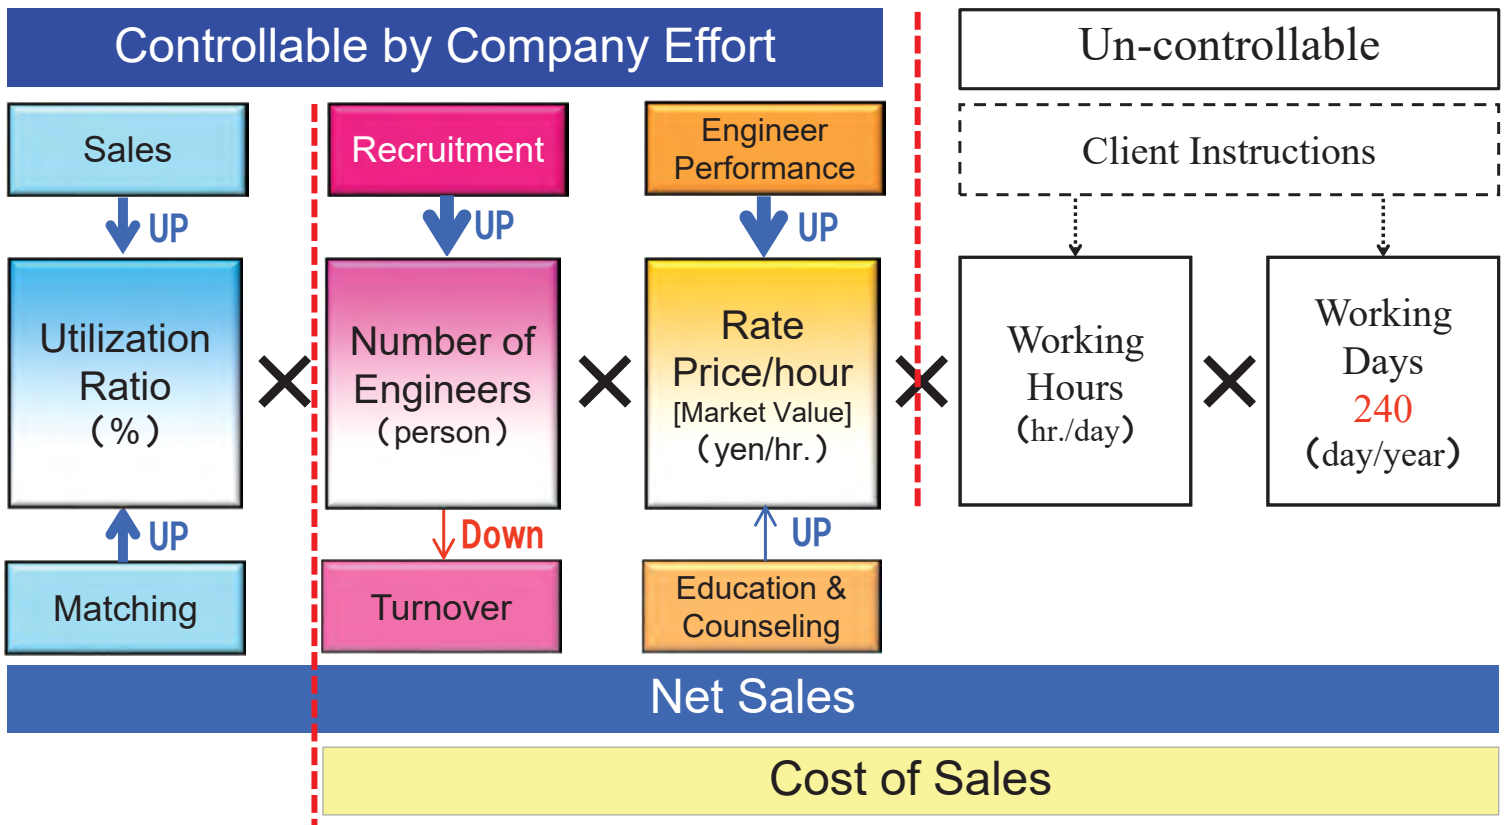 Controllable by Company Effort
Un-controllable
Sales
Recruitment
Engineer
Performance
Client Instructions
UP
UP
UP
Utilization
Ratio
(%)
×
Number of
Engineers
(person)
×
Rate
Price/hour
[Market Value]
(yen/hr.)
×
Working
Hours
(hr./day)
×
Working
Days
240
(day/year)
UP
Down
UP
Matching
Turnover
Education &
Counseling
Net Sales
Cost of Sales